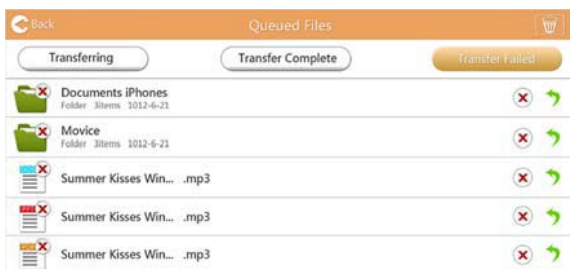 Back
Queued Files
Transferring
Transfer Complete
Transfer Failed
Documents iPhones
Folder 3items 1012-6-21
Movice
Folder 3items 1012-6-21
Summer Kisses Win... .mp3
Summer Kisses Win... .mp3
Summer Kisses Win... .mp3